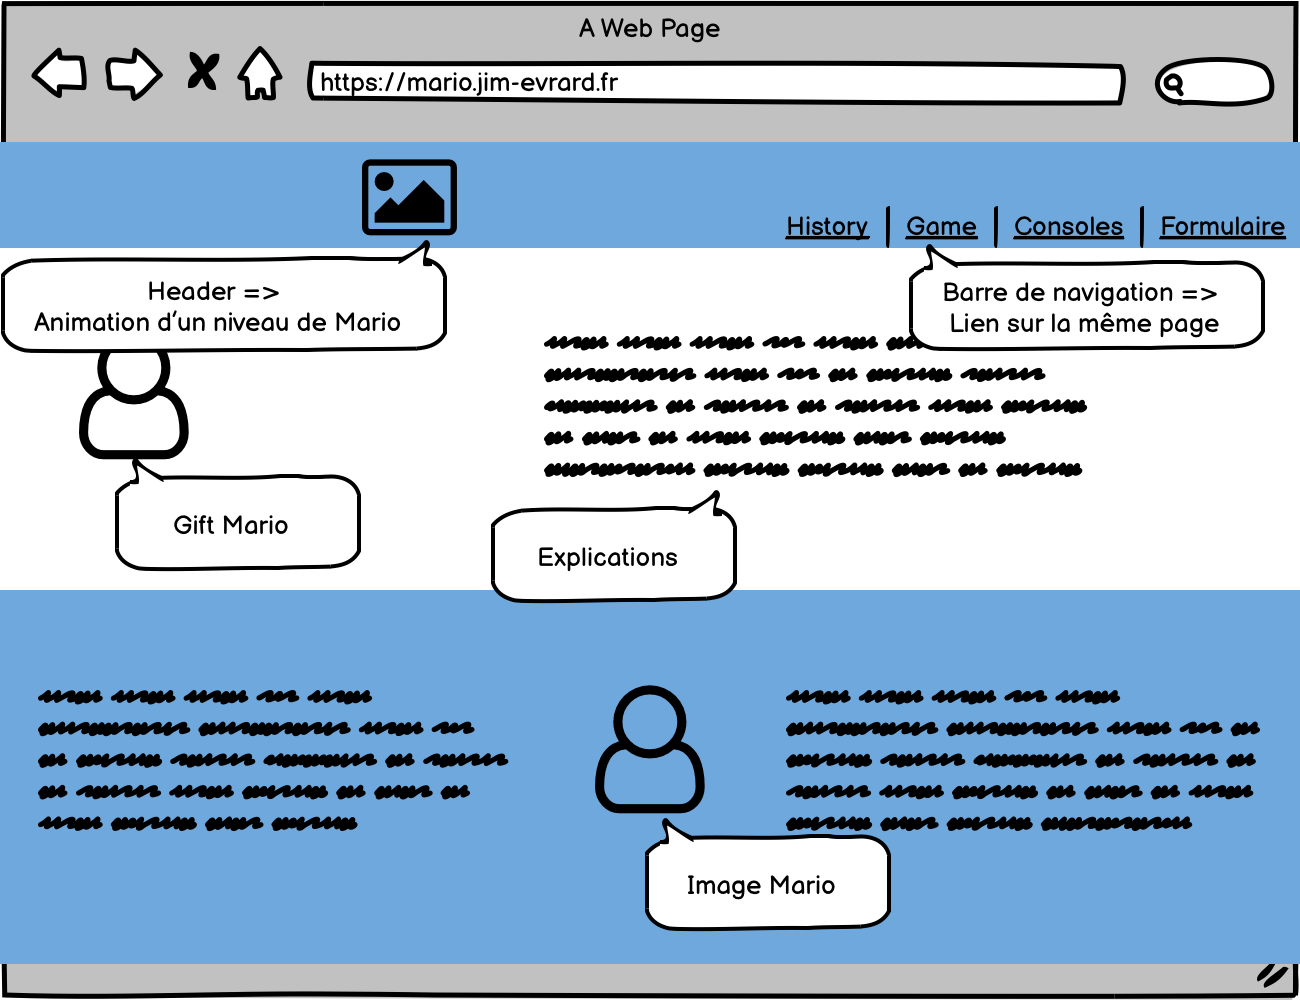 A Web Page
https://mario.jim-evrard.fr
History
Game
Consoles
Formulaire
Header =>
Animation d'un niveau de Mario
Barre de navigation =>
Lien sur la même page
Gift Mario
Explications
Image Mario